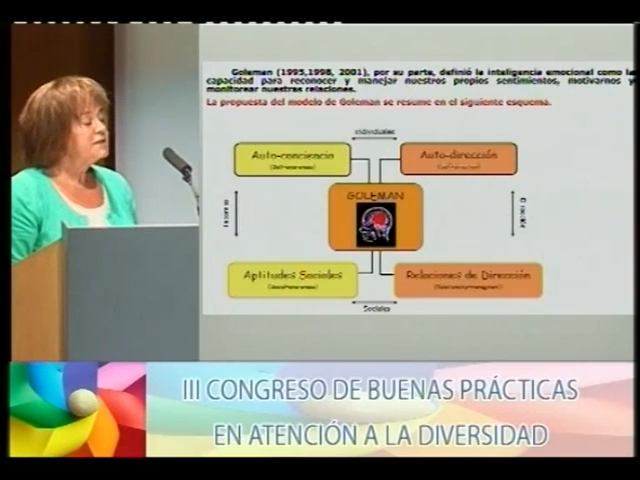 Goleman (1995,1998, 2001), por su parte, definió la inteligencia emocional como la
capacidad para reconocer y manejar nuestros propios sentimientos, motivarnos y
monitorear nuestras relaciones.
La propuesta del modelo de Goleman se resume en el siguiente esquema.
individuales
Auto-conciencia
Auto-dirección
GOLEMAN
Aptitudes Sociales
Relaciones de Dirección
Sociales
III CONGRESO DE BUENAS PRÁCTICAS
EN ATENCIÓN A LA DIVERSIDAD